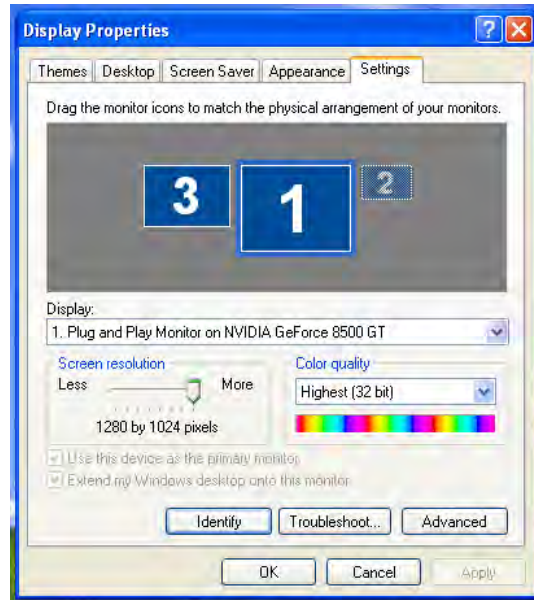 Display Properties
Themes Desktop Screen Saver Appearance Settings
Drag the monitor icons to match the physical arrangement of your monitors.
3 1 2
Display:
1. Plug and Play Monitor on NVIDIA GeForce 8500 GT
Screen resolution
Less More
1280 by 1024 pixels
Color quality
Highest (32 bit)
Use this device as the primary monitor.
Extend my Windows desktop onto this monitor.
Identify Troubleshoot... Advanced
OK Cancel Apply